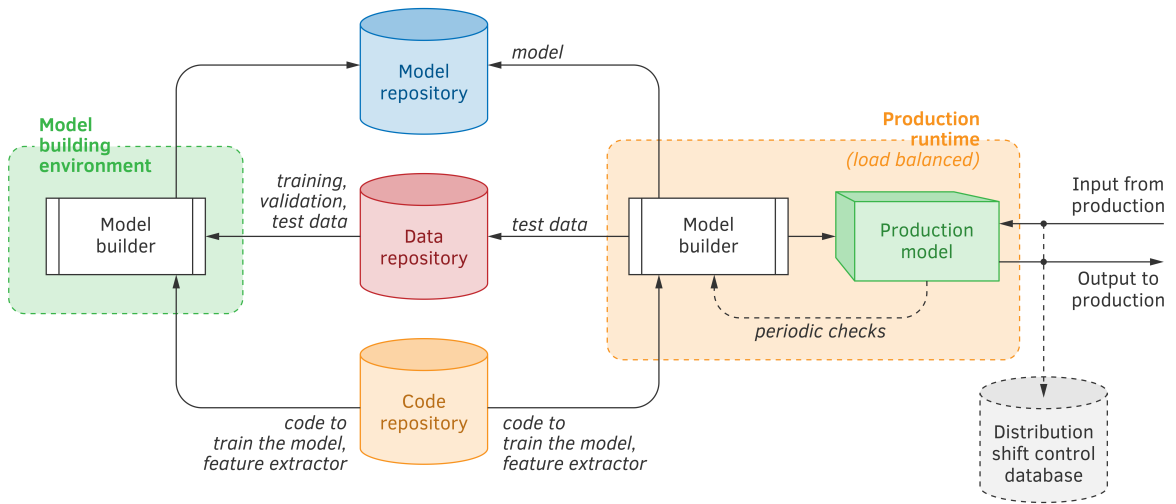 model
Model
repository
Model
building
environment
Production
runtime
(load balanced)
training,
validation,
test data
Model
builder
Data
repository
test data
Model
builder
Production
model
Input from
production
Output to
production
periodic checks
Code
repository
code to
train the model,
feature extractor
code to
train the model,
feature extractor
Distribution
shift control
database